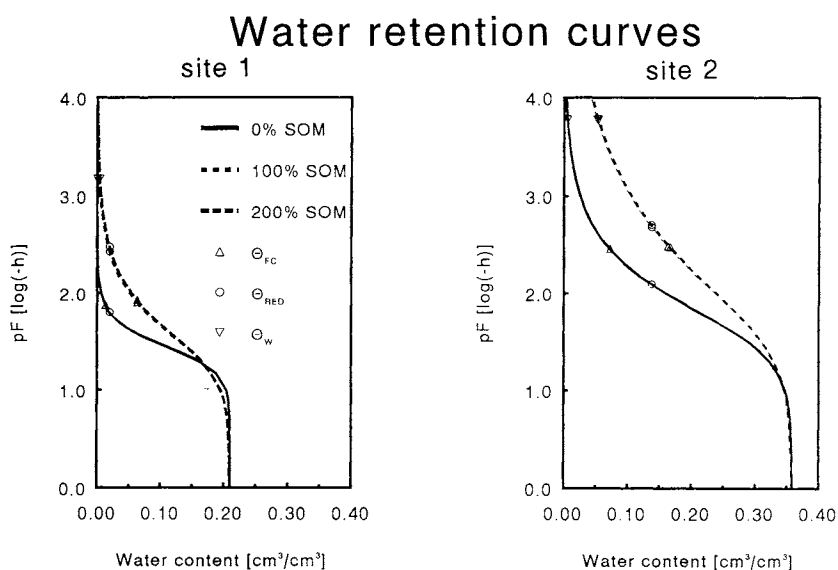 Water retention curves
site 1
site 2
4.0
3.0
2.0
1.0
0.0
pF [log(-h)]
0% SOM
100% SOM
200% SOM
Θ_FC
Θ_RED
Θ_W
0.00 0.10 0.20 0.30 0.40
Water content [cm³/cm³]
4.0
3.0
2.0
1.0
0.0
pF [log(-h)]
0.00 0.10 0.20 0.30 0.40
Water content [cm³/cm³]